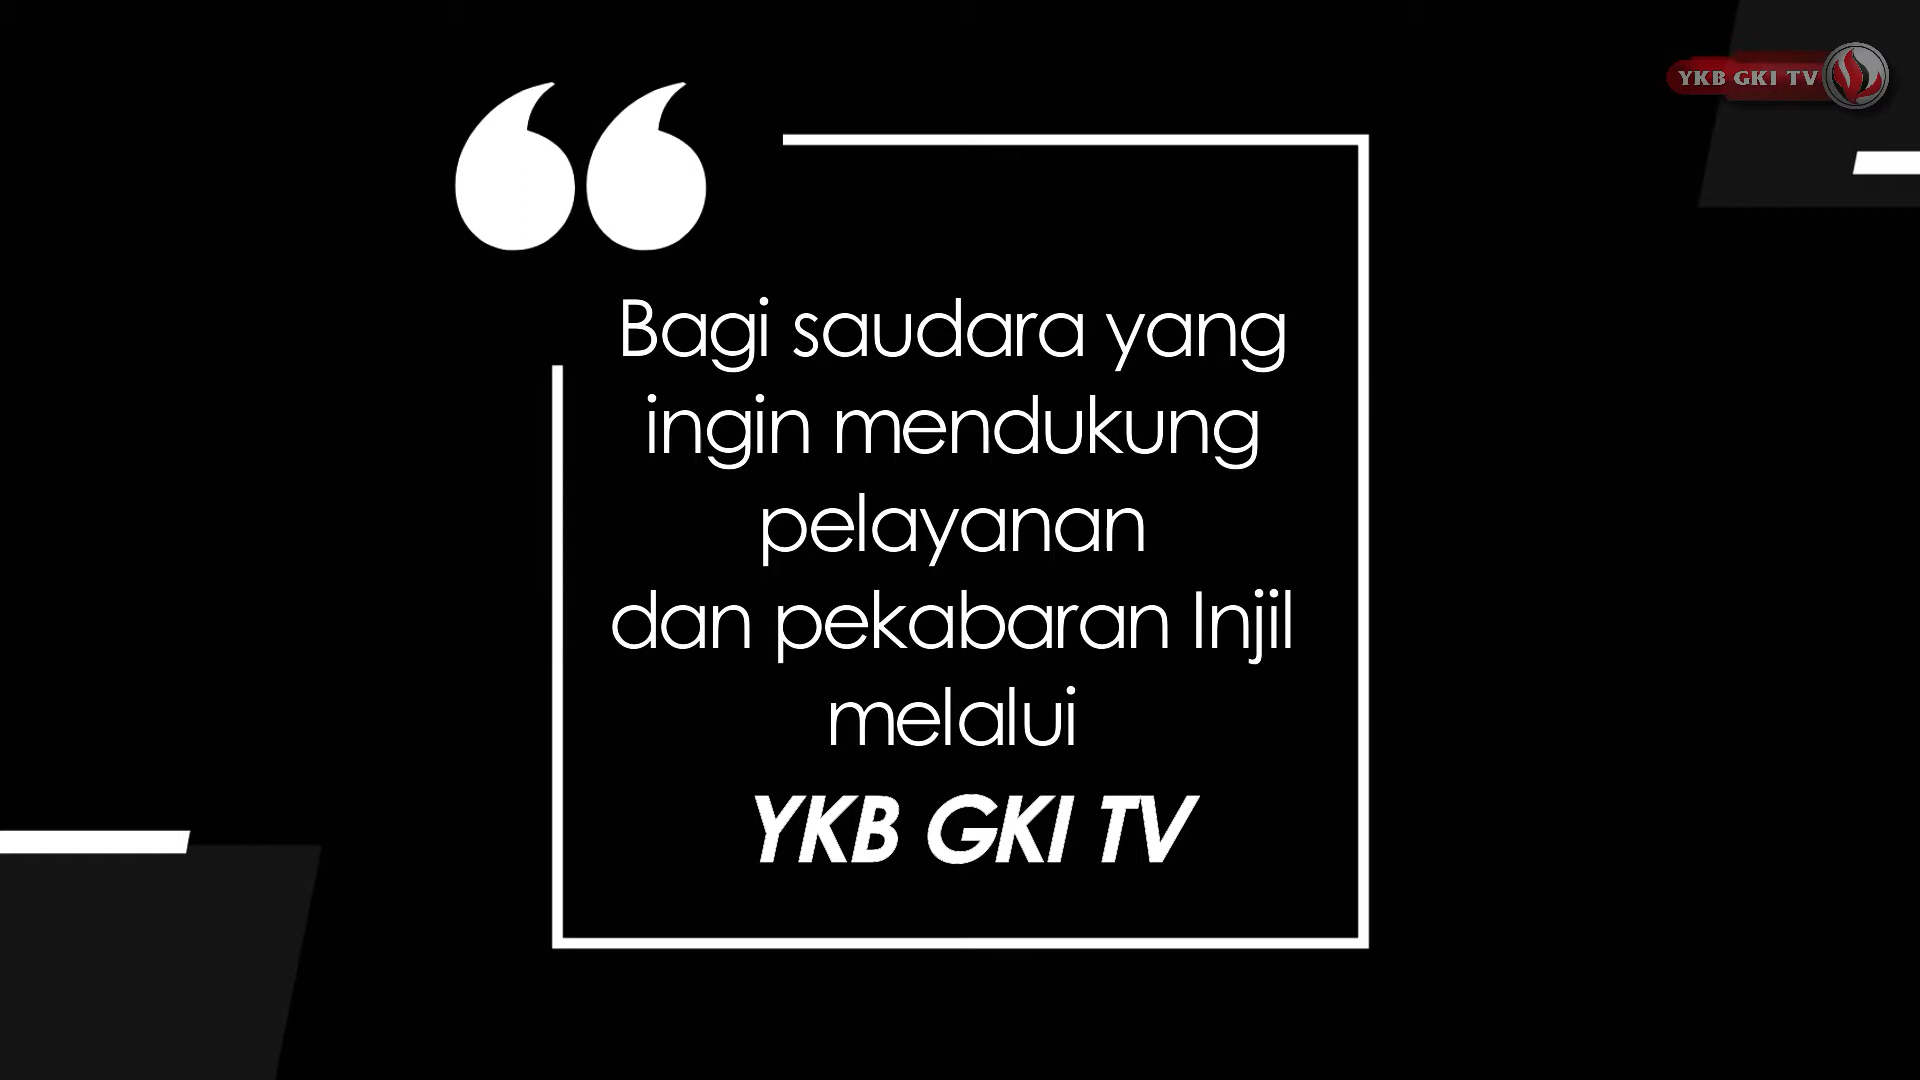 YKB GKI TV
Bagi saudara yang
ingin mendukung
pelayanan
dan pekabaran Injil
melalui
YKB GKI TV